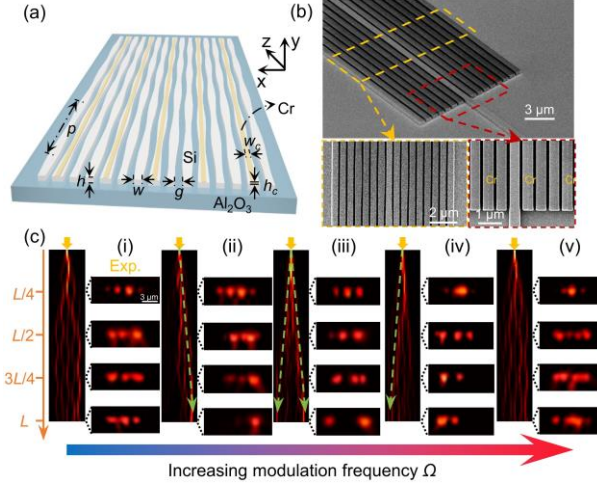 (a)
z
y
x
Cr
p
Si
w_c
h
w
g
h_c
Al₂O₃
(b)
3 μm
Cr
Cr
Cr
2 μm
1 μm
(c)
(i)
(ii)
(iii)
(iv)
(v)
Exp.
3 μm
L/4
L/2
3L/4
L
Increasing modulation frequency Ω